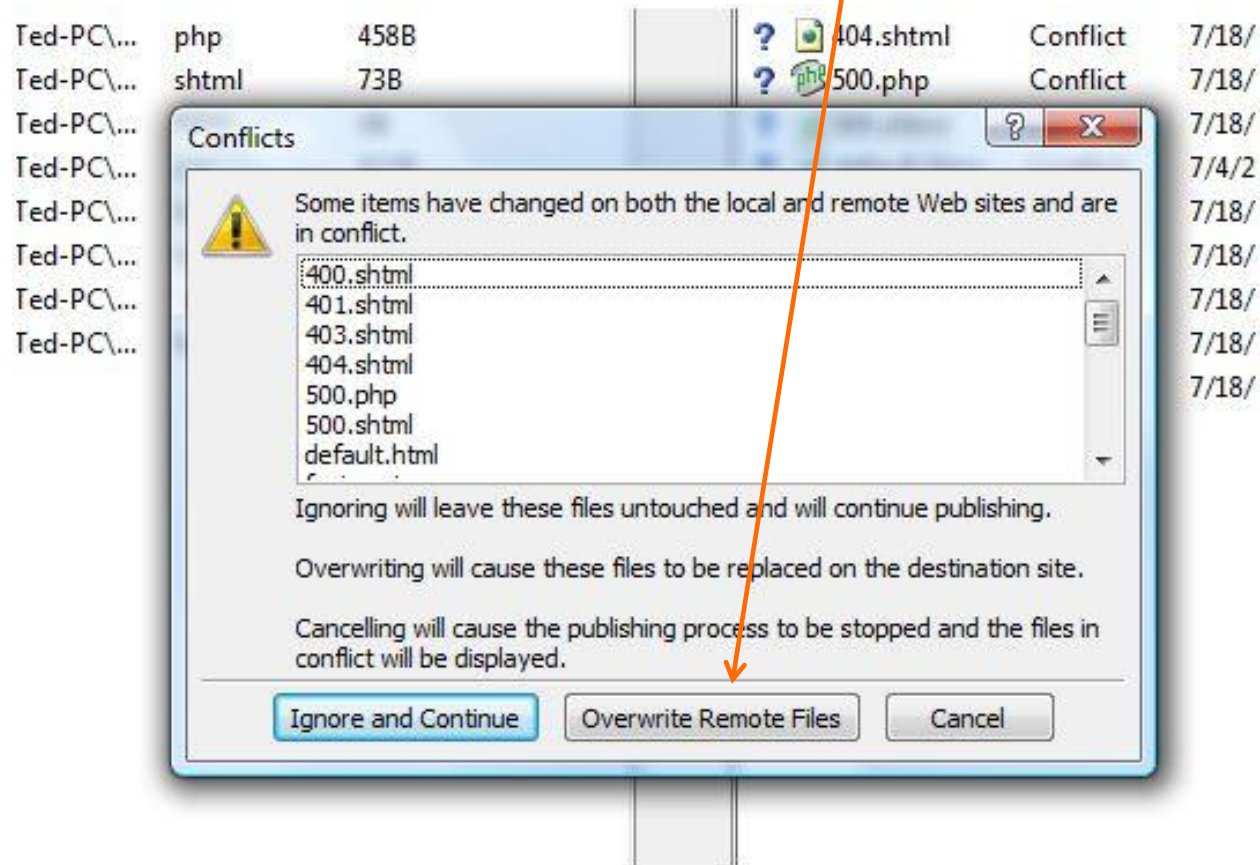 Ted-PC\... php 458B ? 404.shtml Conflict 7/18/
Ted-PC\... shtml 73B ? 500.php Conflict 7/18/
Ted-PC\... Conflicts ? X 7/18/
Ted-PC\... 7/4/2
Ted-PC\... Some items have changed on both the local and remote Web sites and are 7/18/
in conflict.
Ted-PC\... 400.shtml 7/18/
Ted-PC\... 401.shtml 7/18/
Ted-PC\... 403.shtml 7/18/
404.shtml
500.php 7/18/
500.shtml
default.html
Ignoring will leave these files untouched and will continue publishing.
Overwriting will cause these files to be replaced on the destination site.
Cancelling will cause the publishing process to be stopped and the files in
conflict will be displayed.
Ignore and Continue Overwrite Remote Files Cancel